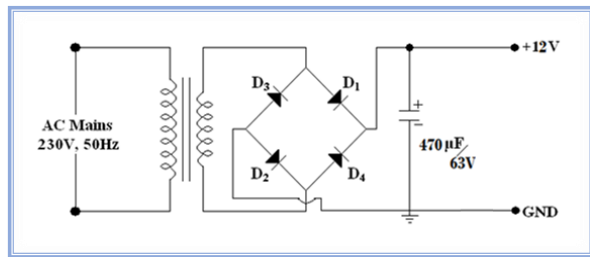 +12V
D3
D1
+
−
AC Mains
230V, 50Hz
470 µF/
63V
D2
D4
GND